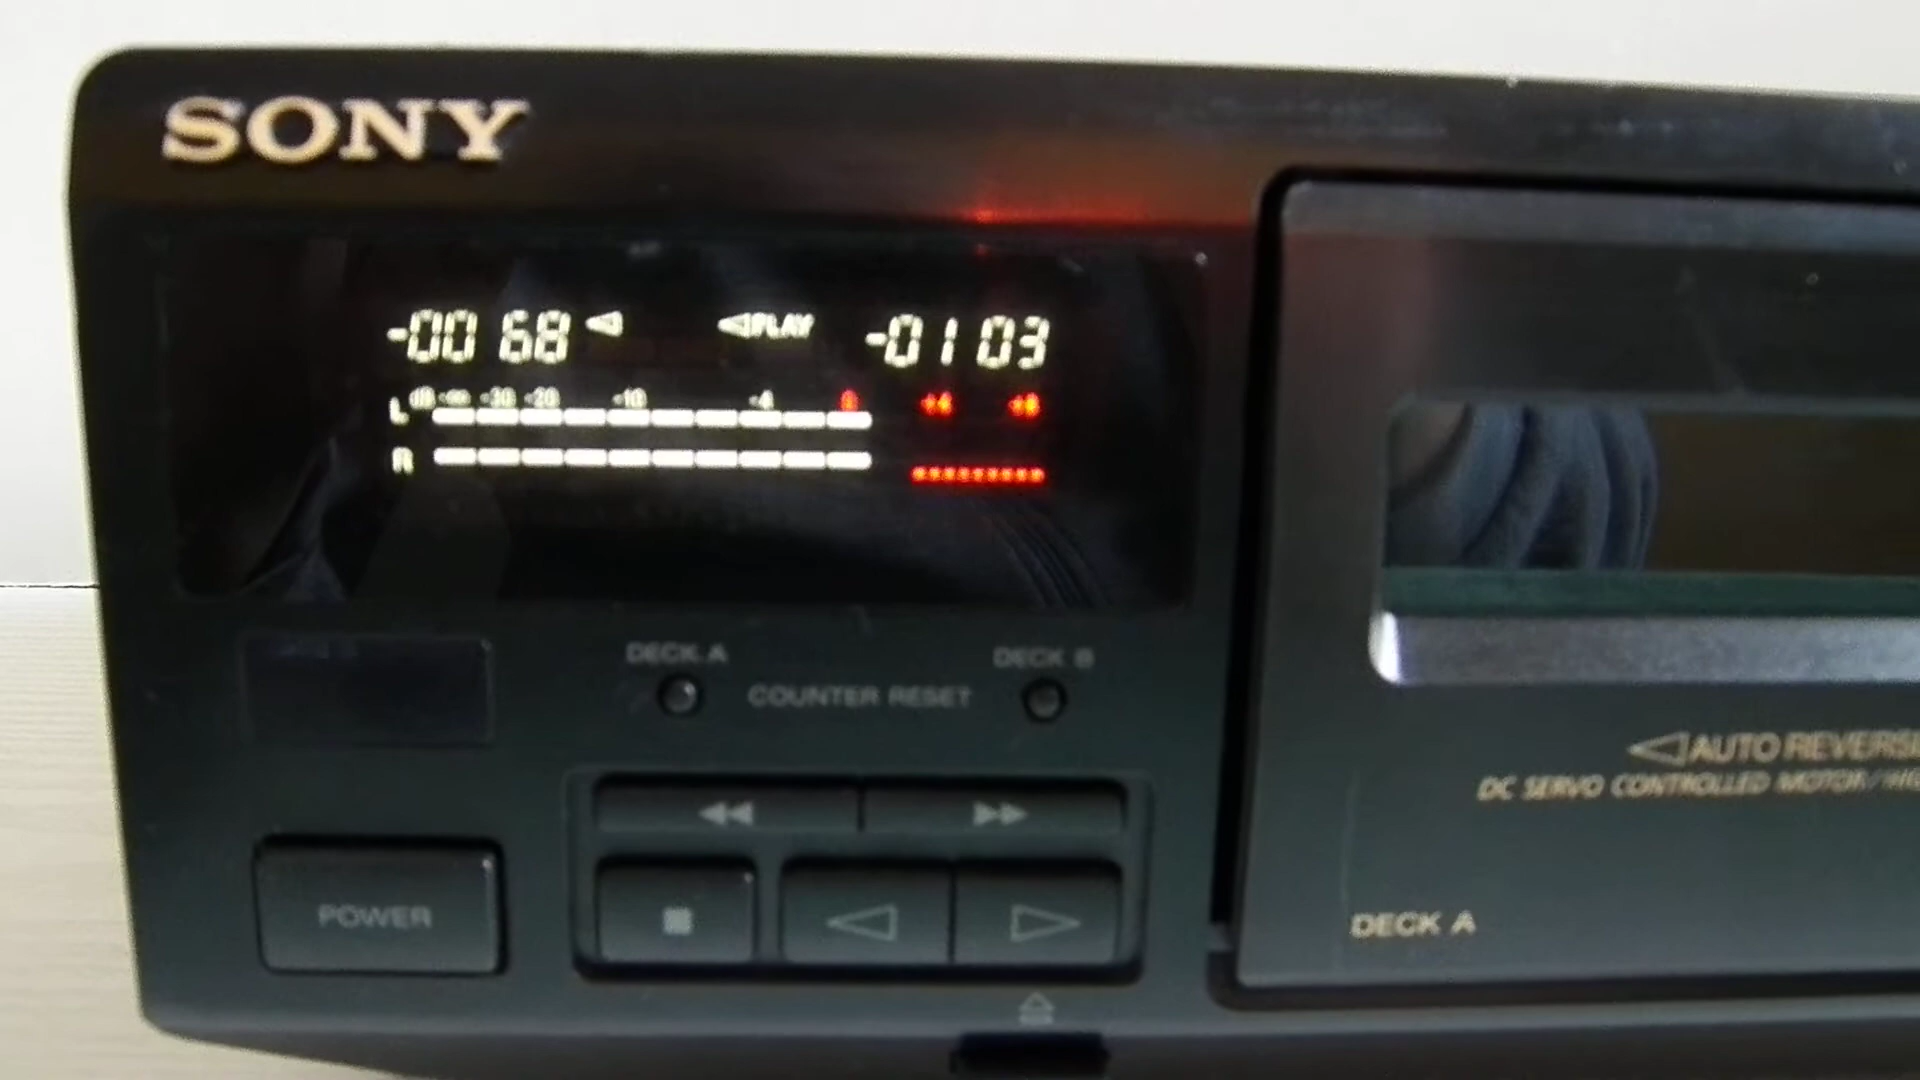 SONY
-00 68 ◁ ◁PLAY -01 03
dB -∞ -30 -20 -10 -4 0 +4 +8
L
R
DECK A DECK B
COUNTER RESET
◁AUTO REVERSE
DC SERVO CONTROLLED MOTOR/
POWER
DECK A